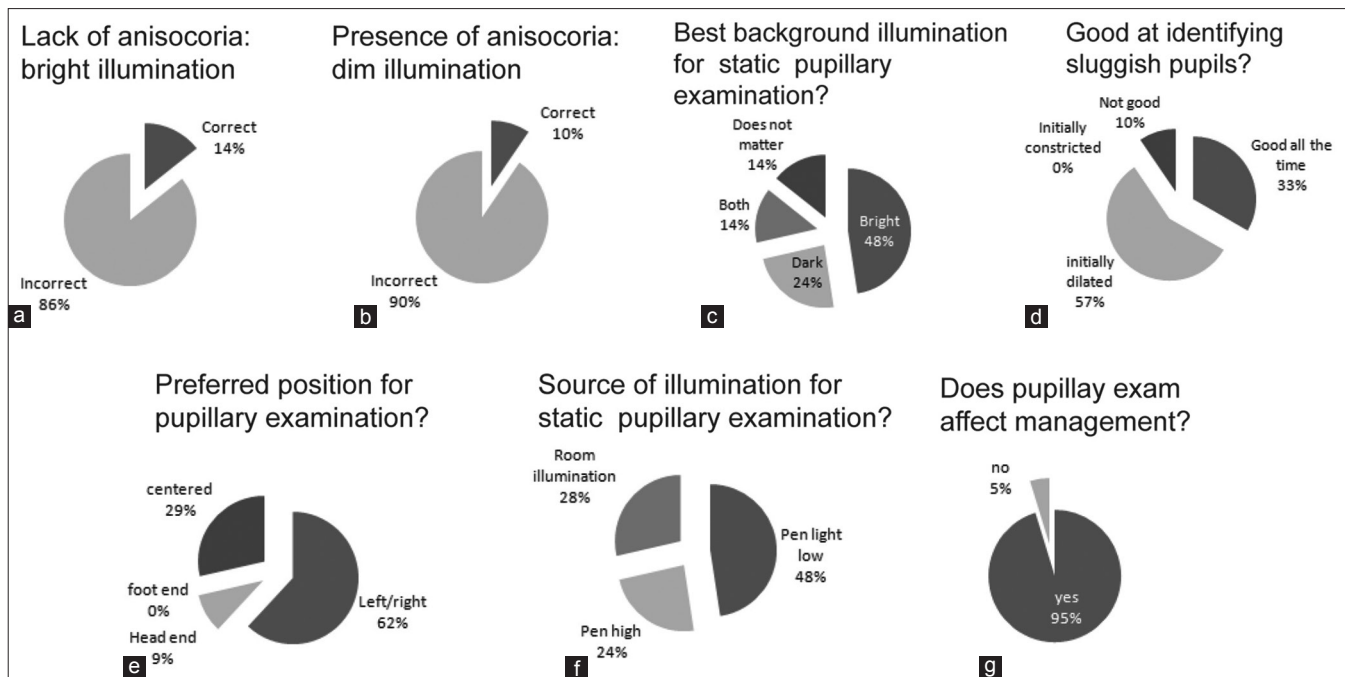 Lack of anisocoria:
bright illumination
Correct
14%
Incorrect
86%
a
Presence of anisocoria:
dim illumination
Correct
10%
Incorrect
90%
b
Best background illumination
for static pupillary
examination?
Does not
matter
14%
Both
14%
Bright
48%
Dark
24%
c
Good at identifying
sluggish pupils?
Not good
10%
Initially
constricted
0%
Good all the
time
33%
initially
dilated
57%
d
Preferred position for
pupillary examination?
centered
29%
foot end
0%
Head end
9%
Left/right
62%
e
Source of illumination for
static pupillary examination?
Room
illumination
28%
Pen light
low
48%
Pen high
24%
f
Does pupillay exam
affect management?
no
5%
yes
95%
g